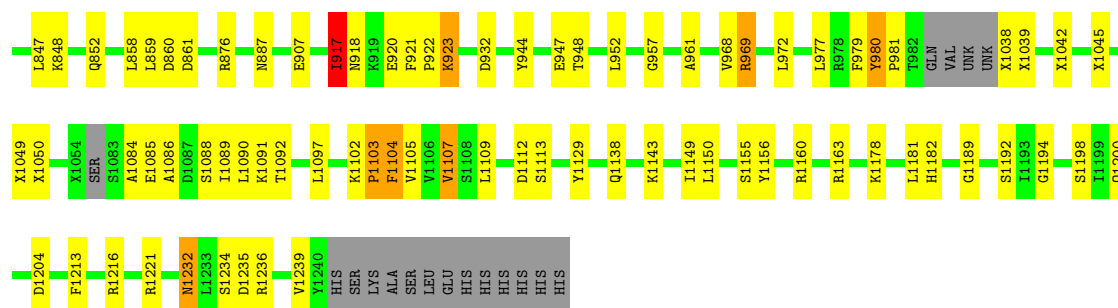 L847 K848 Q852 L858 L859 D860 D861 R876 N887 E907 I917 N918 K919 E920 F921 P922 K923 D932 Y944 E947 T948 L952 G957 A961 V968 R969 L972 L977 R978 F979 Y980 P981 T982 GLN VAL UNK UNK X1038 X1039 X1042 X1045
X1049 X1050 X1054 SER S1083 A1084 E1085 A1086 D1087 S1088 I1089 L1090 K1091 T1092 L1097 K1102 P1103 F1104 V1105 V1106 V1107 S1108 L1109 D1112 S1113 Y1129 Q1138 K1143 I1149 L1150 S1155 Y1156 R1160 R1163 K1178 L1181 H1182 G1189 S1192 I1193 G1194 S1198 I1199
D1204 F1213 R1216 R1221 N1232 L1233 S1234 D1235 R1236 V1239 Y1240 HIS SER LYS ALA SER LEU GLU HIS HIS HIS HIS HIS HIS